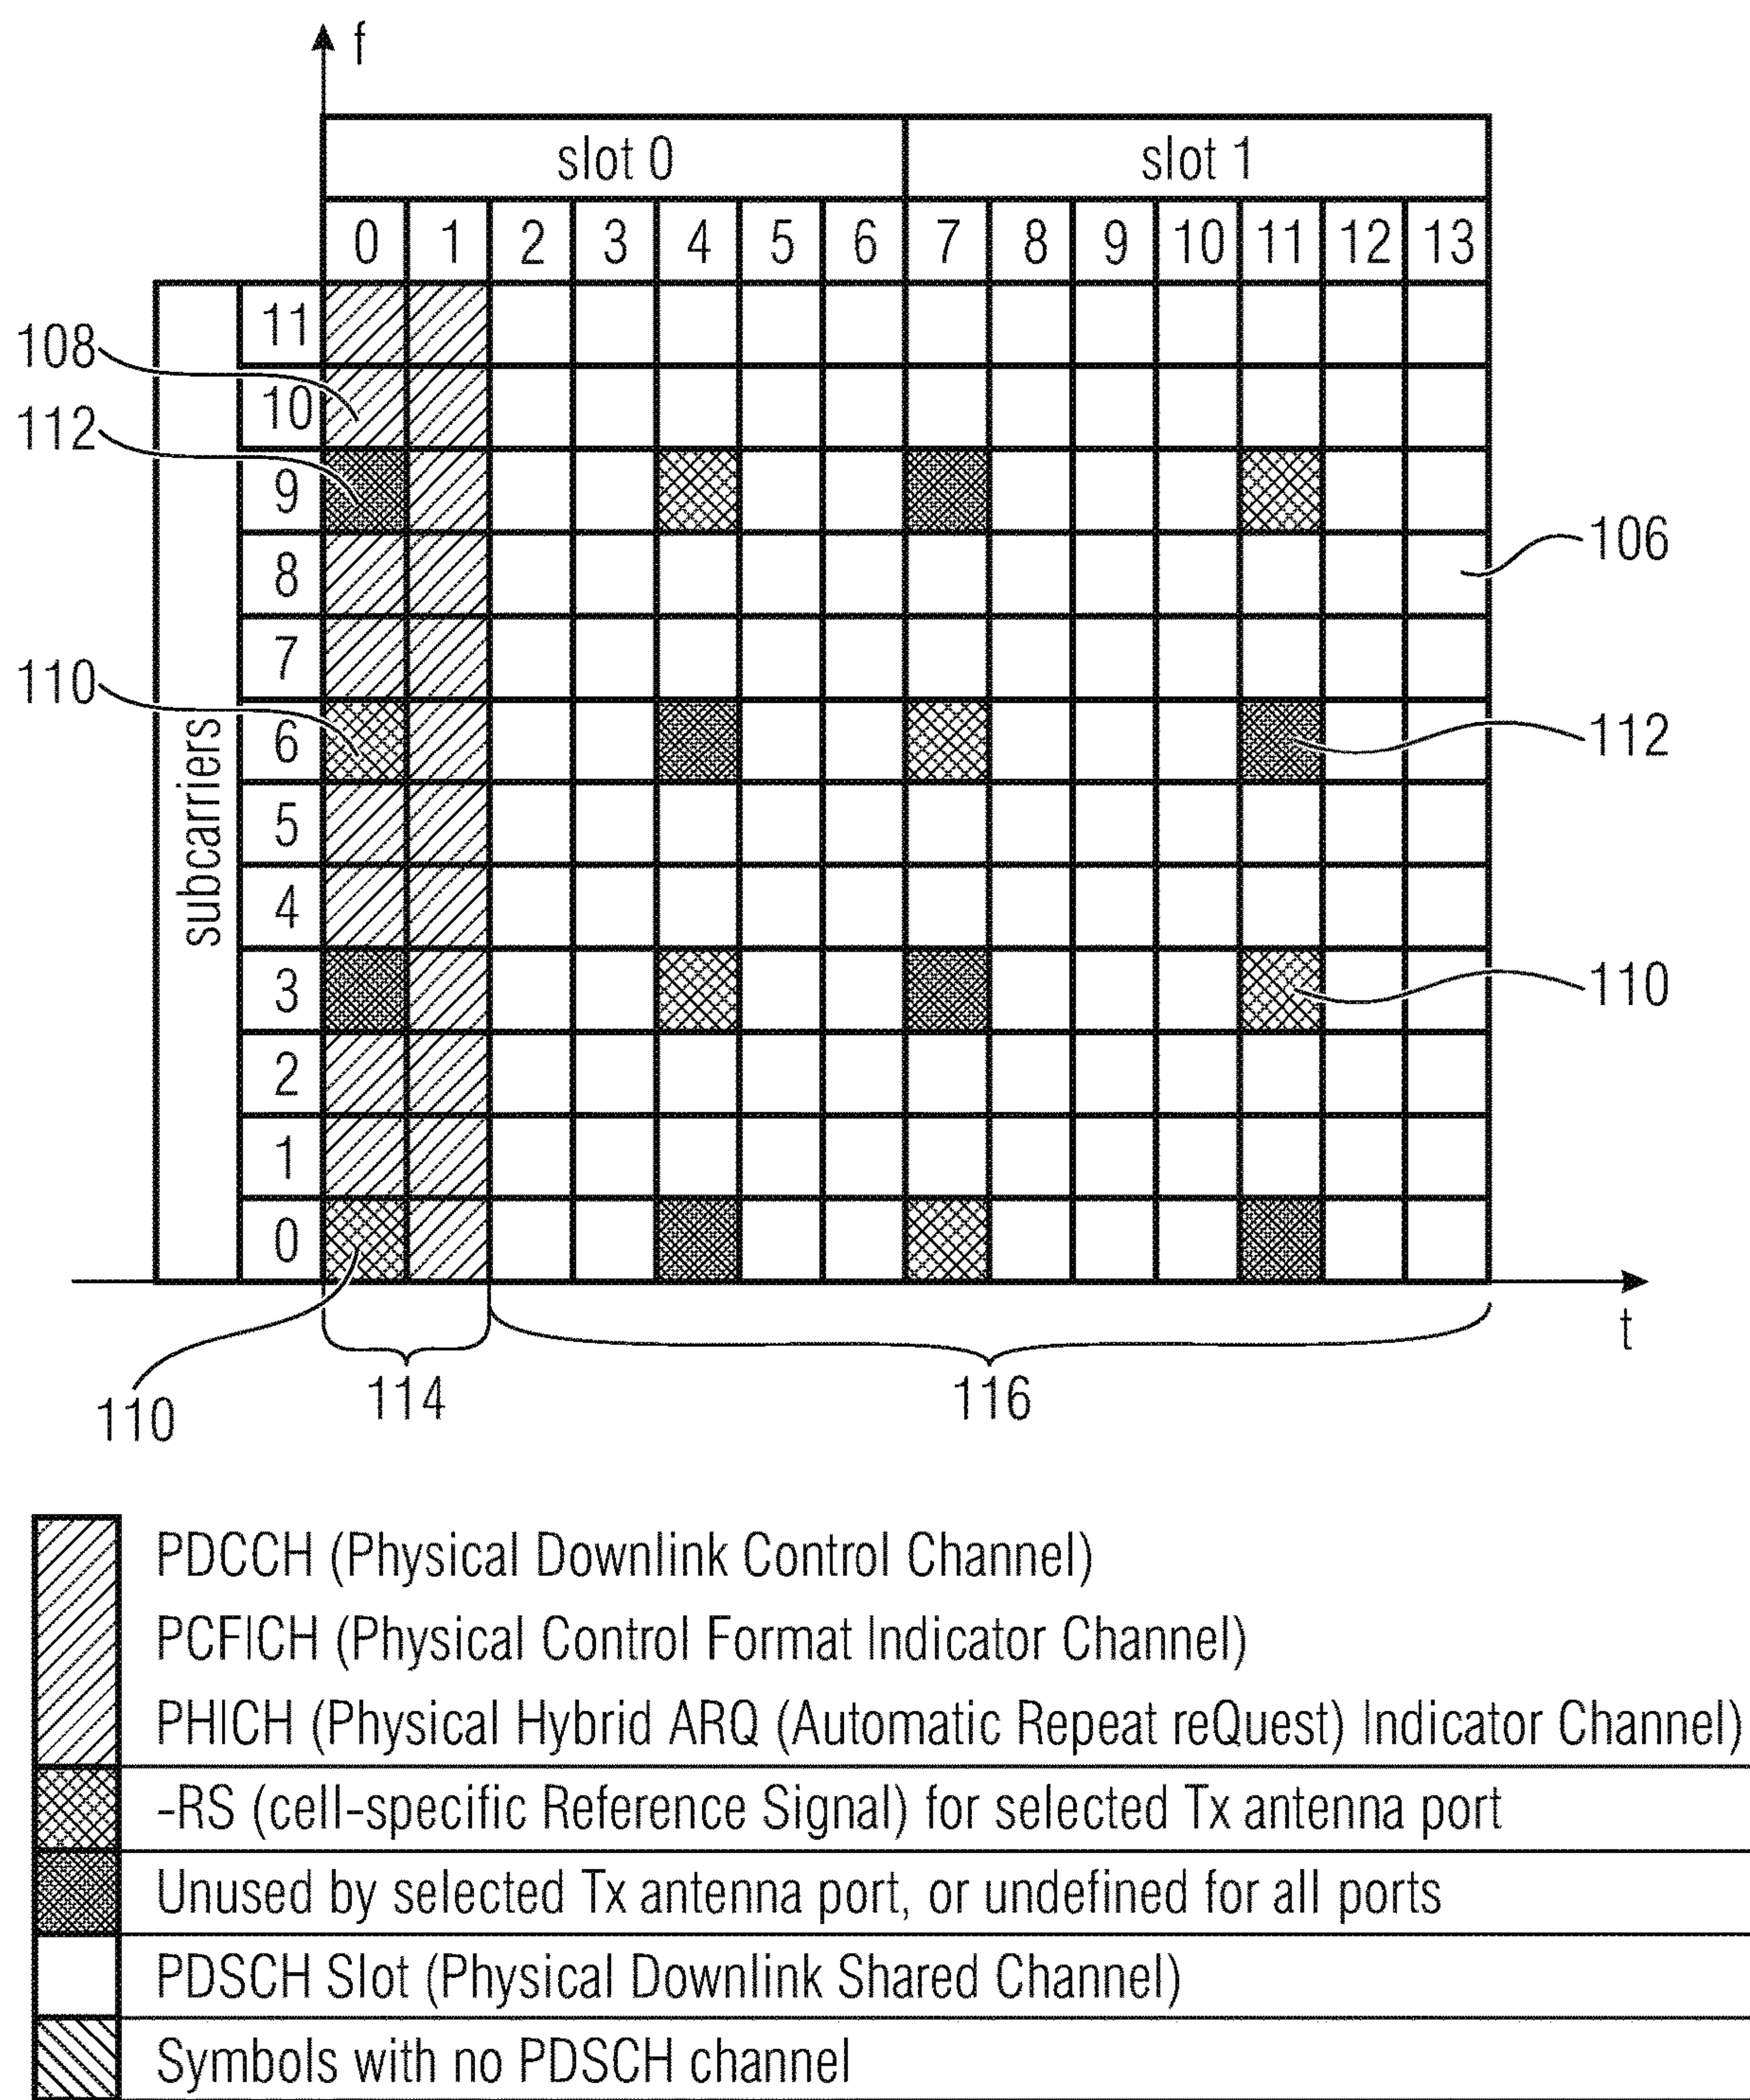 f
slot 0 slot 1
0 1 2 3 4 5 6 7 8 9 10 11 12 13
11
108
10
112
9
106
8
7
110
6
112
subcarriers
5
4
3
110
2
1
0
t
114 116
110
PDCCH (Physical Downlink Control Channel)
PCFICH (Physical Control Format Indicator Channel)
PHICH (Physical Hybrid ARQ (Automatic Repeat reQuest) Indicator Channel)
-RS (cell-specific Reference Signal) for selected Tx antenna port
Unused by selected Tx antenna port, or undefined for all ports
PDSCH Slot (Physical Downlink Shared Channel)
Symbols with no PDSCH channel